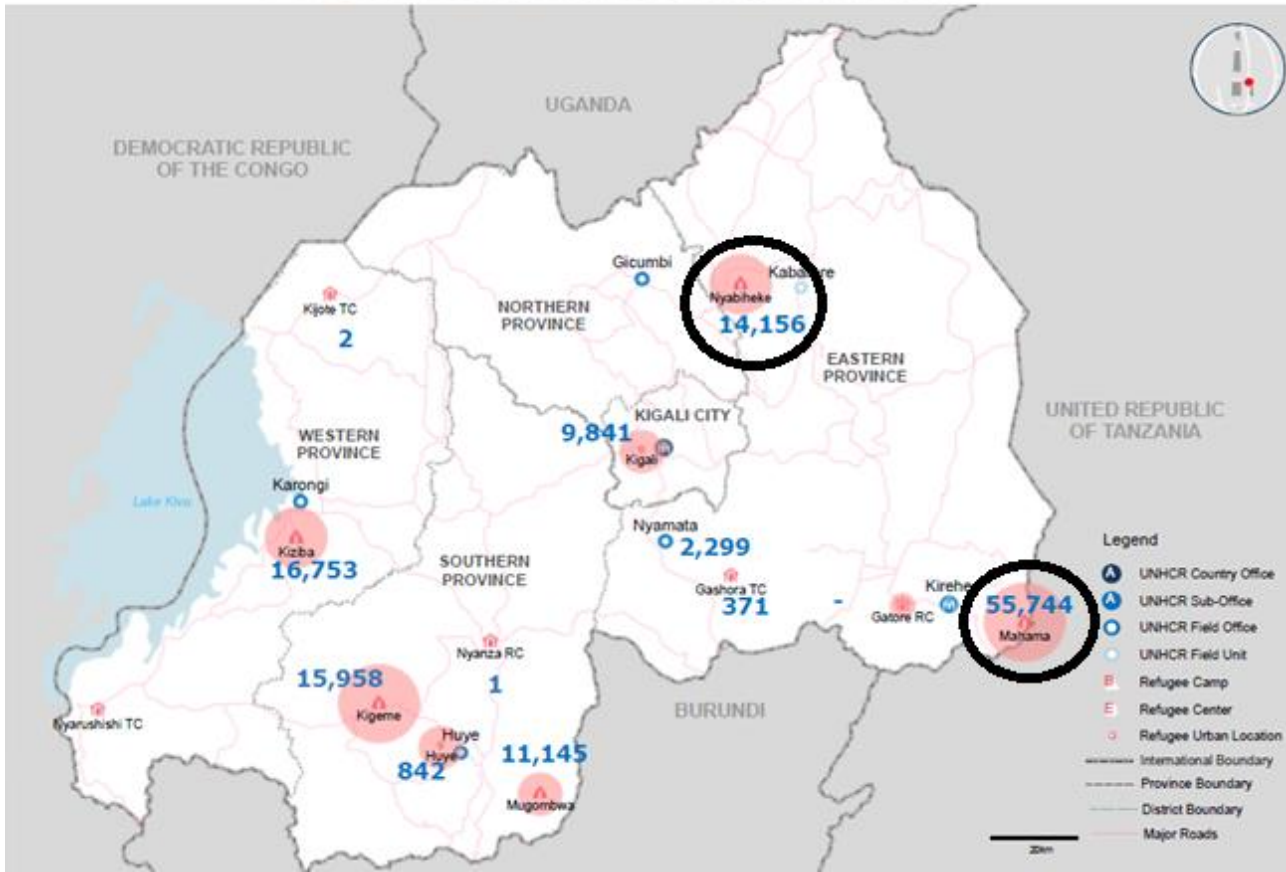 UGANDA
DEMOCRATIC REPUBLIC
OF THE CONGO
Gicumbi
Nyabiheke
14,156
Kijote TC
2
NORTHERN
PROVINCE
EASTERN
PROVINCE
KIGALI CITY
9,841
Kigali
UNITED REPUBLIC
OF TANZANIA
WESTERN
PROVINCE
Karongi
Lake Kivu
Kiziba
16,753
Nyamata
2,299
SOUTHERN
PROVINCE
Gashora TC
371
-
Gatore RC
Kirehe
55,744
Mahama
Nyanza RC
1
15,958
Kigeme
Nyarushishi TC
Huye
Huye
842
11,145
Mugombwa
BURUNDI
Legend
A UNHCR Country Office
A UNHCR Sub-Office
UNHCR Field Office
UNHCR Field Unit
B Refugee Camp
E Refugee Center
Refugee Urban Location
International Boundary
Province Boundary
District Boundary
Major Roads
20km